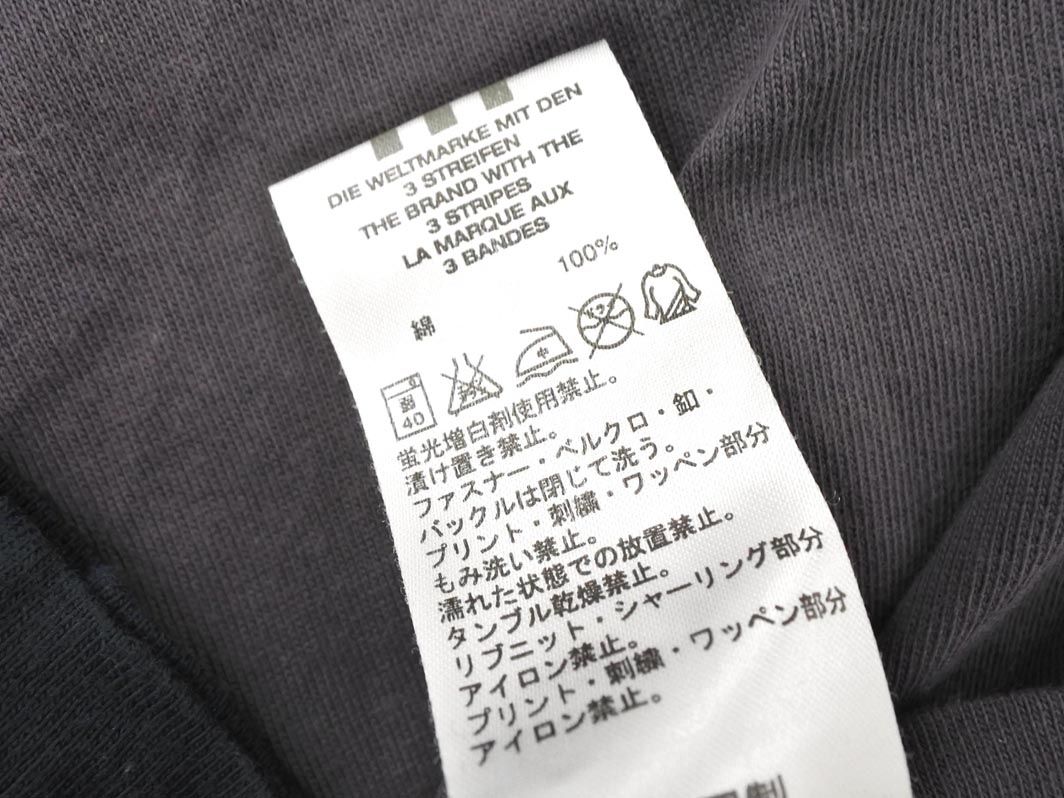 DIE WELTMARKE MIT DEN
3 STREIFEN
THE BRAND WITH THE
3 STRIPES
LA MARQUE AUX
3 BANDES
綿 100%
弱
40
中
蛍光増白剤使用禁止。
漬け置き禁止。
ファスナー・ベルクロ・釦・
バックルは閉じて洗う。
プリント・刺繍・ワッペン部分
もみ洗い禁止。
濡れた状態での放置禁止。
タンブル乾燥禁止。
リブニット・シャーリング部分
アイロン禁止。
プリント・刺繍・ワッペン部分
アイロン禁止。